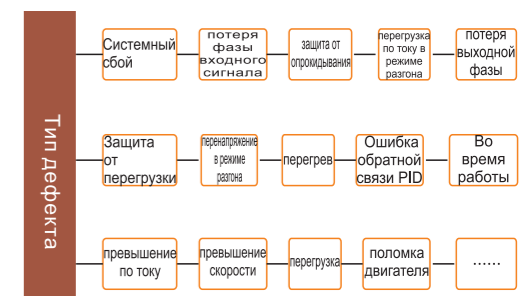 Тип дефекта
Системный
сбой
потеря
фазы
входного
сигнала
защита от
опрокидывания
перегрузка
по току в
режиме
разгона
потеря
выходной
фазы
Защита
от
перегрузки
перенапряжение
в режиме
разгона
перегрев
Ошибка
обратной
связи PID
Во
время
работы
превышение
по току
превышение
скорости
перегрузка
поломка
двигателя
......